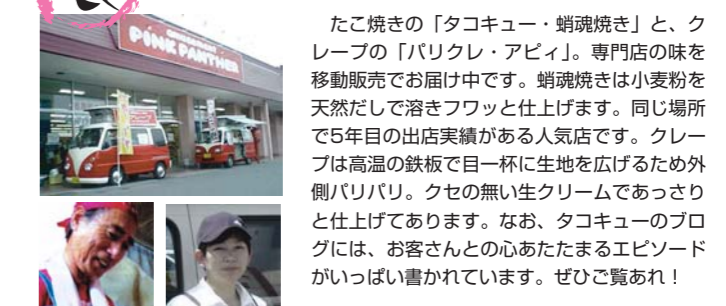 PINK PANTHER
たこ焼きの「タコキュー・蛸魂焼き」と、ク
レープの「パリクレ・アピィ」。専門店の味を
移動販売でお届け中です。蛸魂焼きは小麦粉を
天然だしで溶きフワッと仕上げます。同じ場所
で5年目の出店実績がある人気店です。クレー
プは高温の鉄板で目一杯に生地を広げるため外
側パリパリ。クセの無い生クリームであっさり
と仕上げてあります。なお、タコキューのブロ
グには、お客さんとの心あたたまるエピソード
がいっぱい書かれています。ぜひご覧あれ！